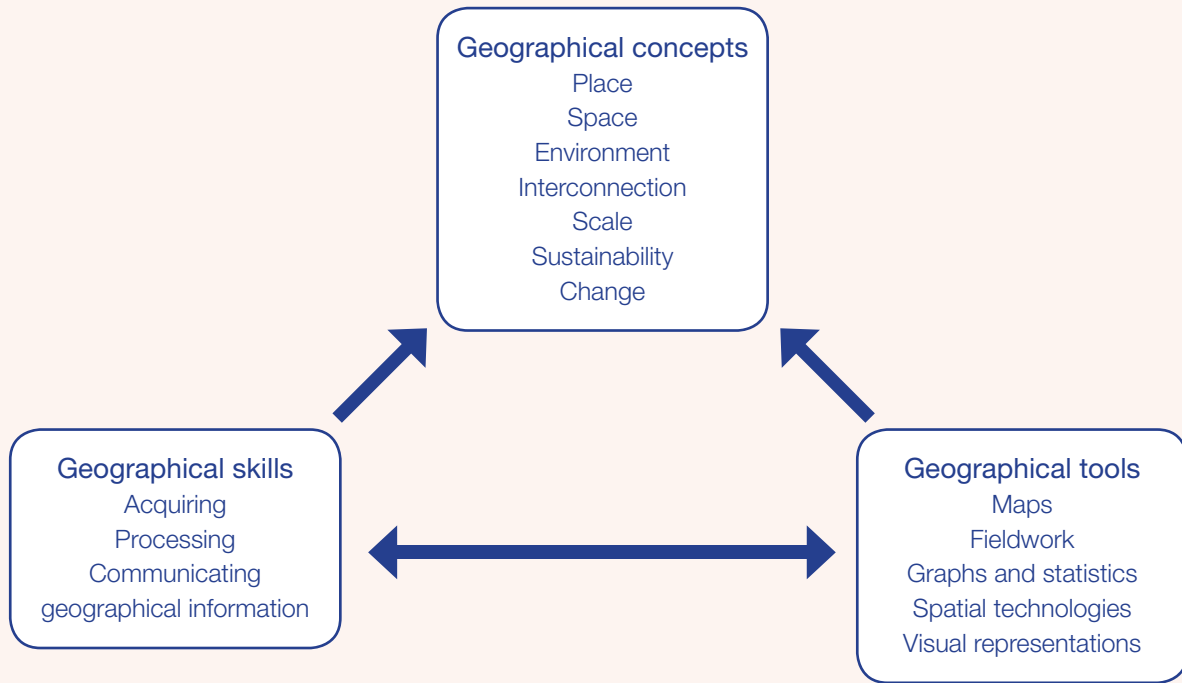 Geographical concepts
Place
Space
Environment
Interconnection
Scale
Sustainability
Change
Geographical skills
Acquiring
Processing
Communicating
geographical information
Geographical tools
Maps
Fieldwork
Graphs and statistics
Spatial technologies
Visual representations